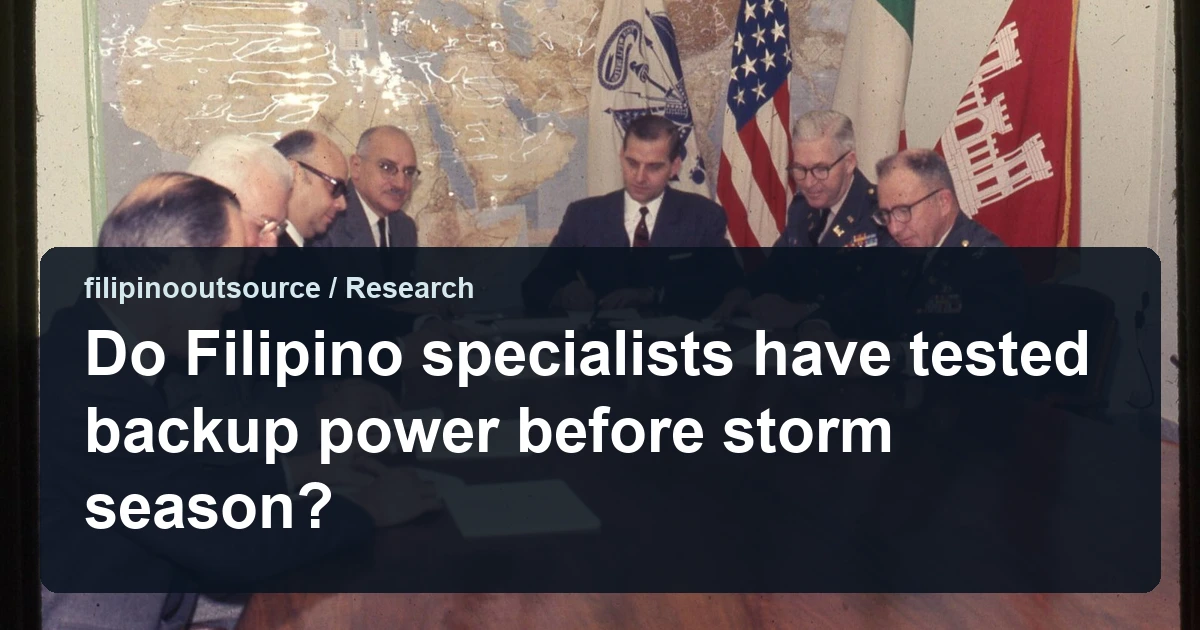 filipinooutsource / Research
Do Filipino specialists have tested
backup power before storm
season?